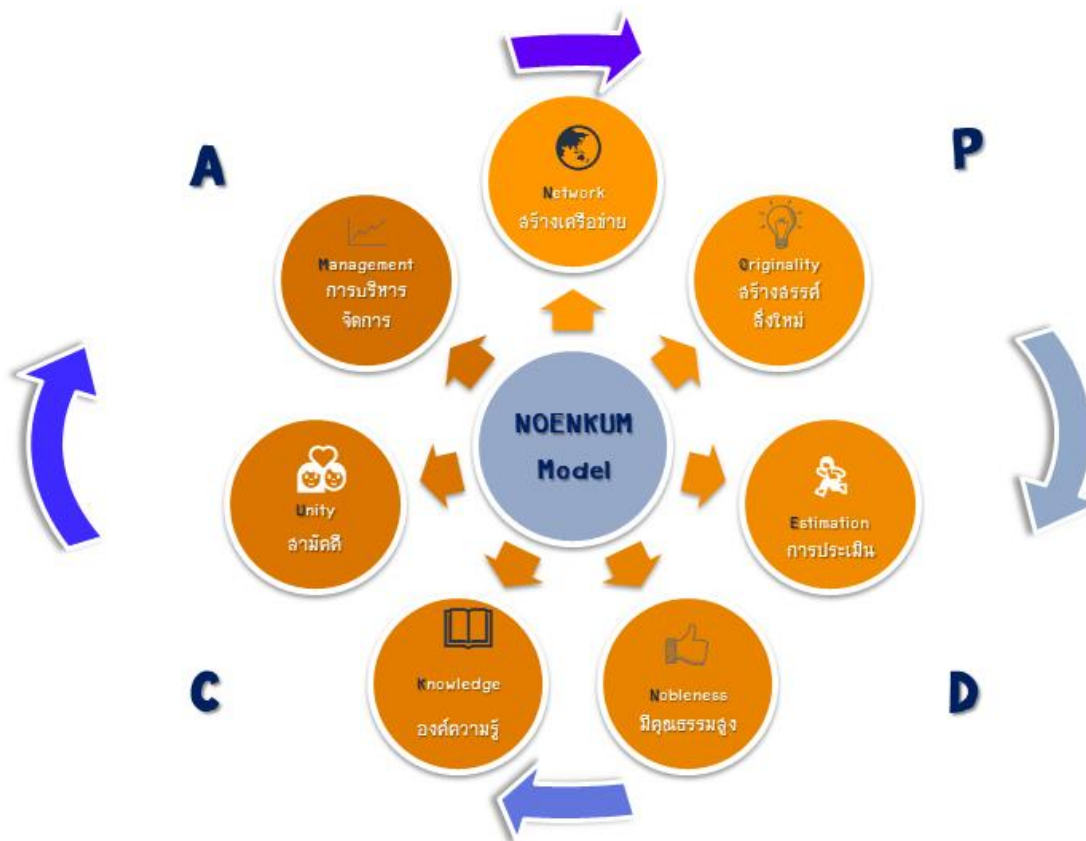 A
P
Network
สร้างเครือข่าย
Management
การบริหาร
จัดการ
Originality
สร้างสรรค์
สิ่งใหม่
NOENKUM
Model
Unity
สามัคคี
Estimation
การประเมิน
Knowledge
องค์ความรู้
Nobleness
มีคุณธรรมสูง
C
D